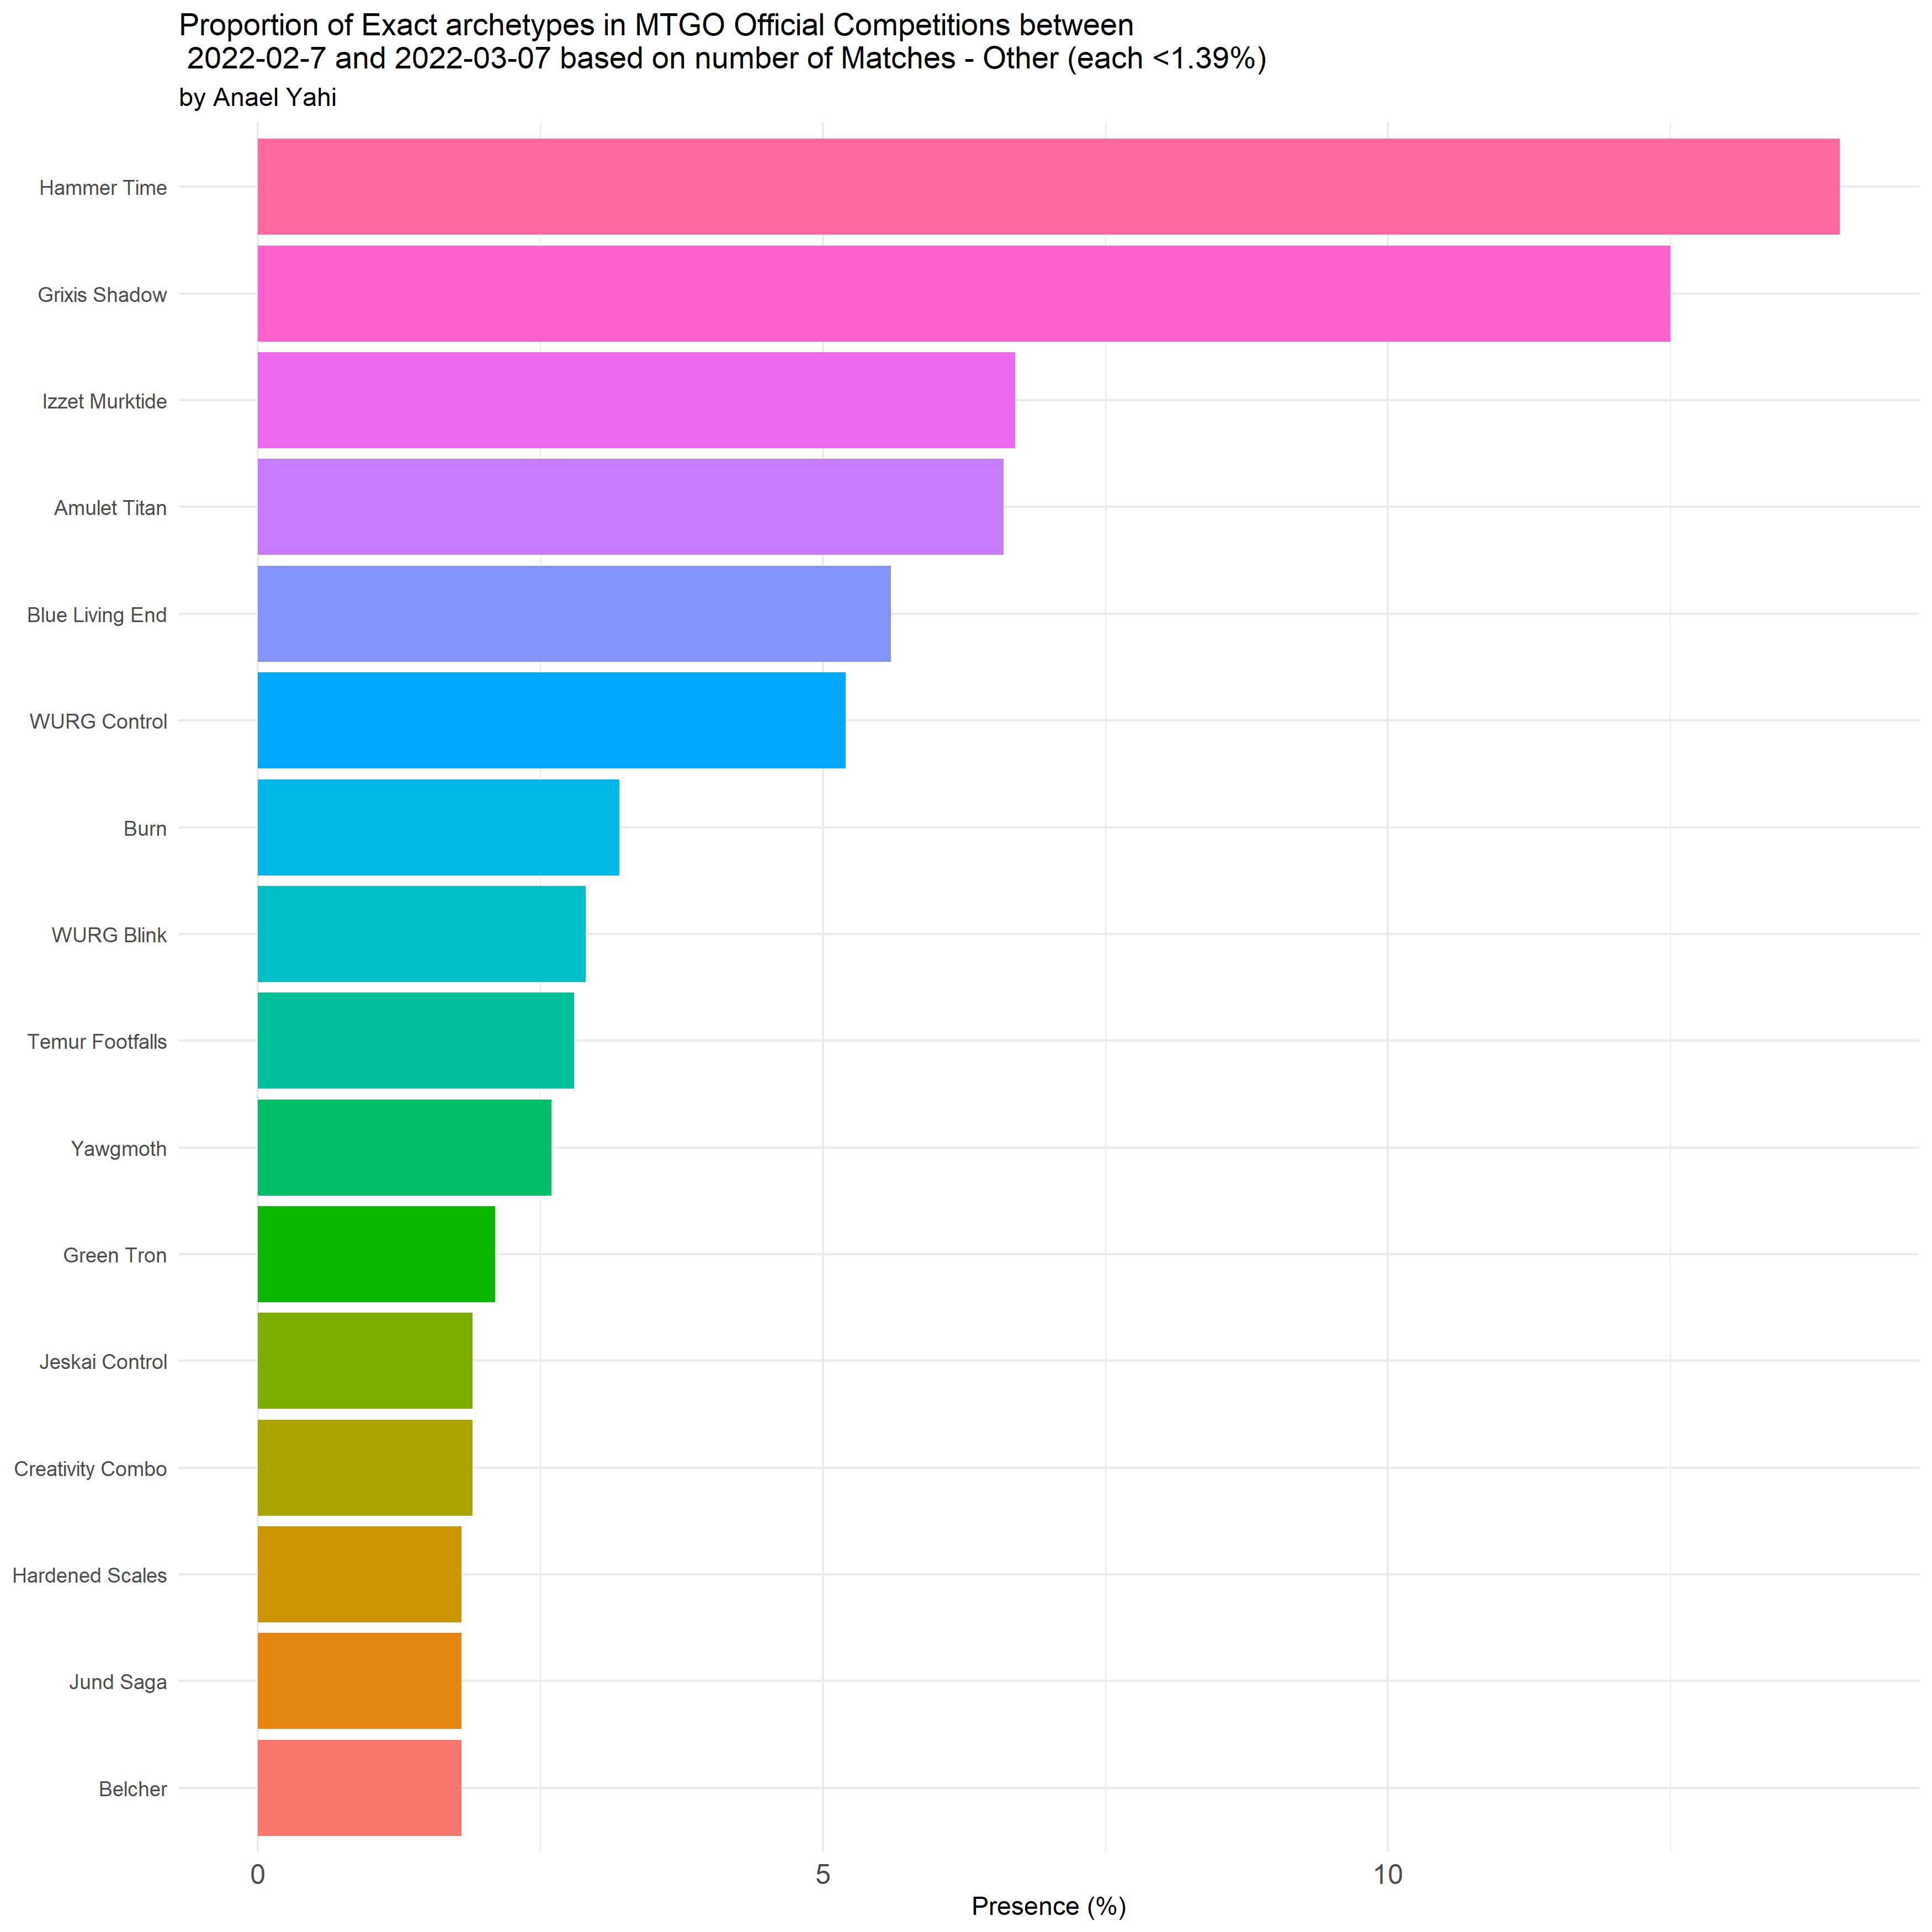 Proportion of Exact archetypes in MTGO Official Competitions between
2022-02-7 and 2022-03-07 based on number of Matches - Other (each <1.39%)
by Anael Yahi
Hammer Time
Grixis Shadow
Izzet Murktide
Amulet Titan
Blue Living End
WURG Control
Burn
WURG Blink
Temur Footfalls
Yawgmoth
Green Tron
Jeskai Control
Creativity Combo
Hardened Scales
Jund Saga
Belcher
0 5 10
Presence (%)